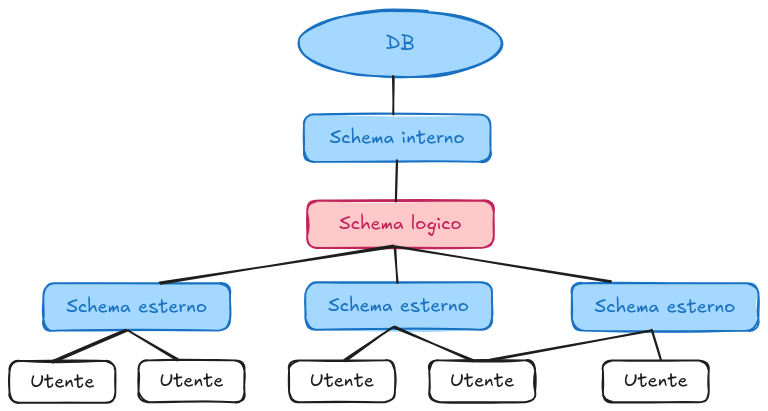 DB
Schema interno
Schema logico
Schema esterno
Schema esterno
Schema esterno
Utente
Utente
Utente
Utente
Utente